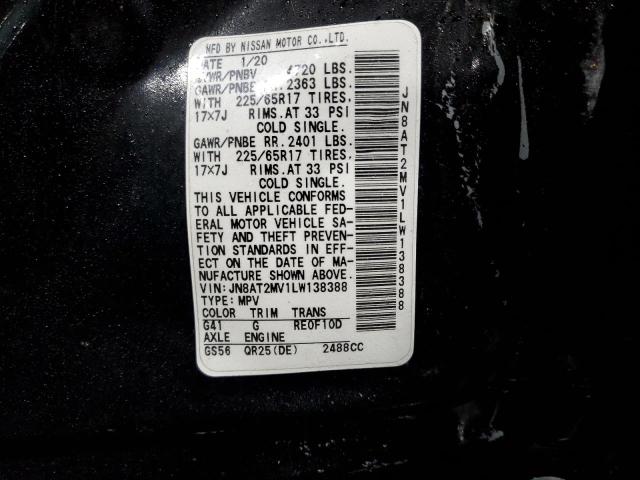 MFD BY NISSAN MOTOR CO.,LTD.
DATE 1/20
GVWR/PNBV 4720 LBS.
GAWR/PNBE 2363 LBS.
WITH 225/65R17 TIRES.
17X7J RIMS.AT 33 PSI
COLD SINGLE.
GAWR/PNBE RR.2401 LBS.
WITH 225/65R17 TIRES.
17X7J RIMS.AT 33 PSI
COLD SINGLE.
THIS VEHICLE CONFORMS
TO ALL APPLICABLE FED-
ERAL MOTOR VEHICLE SA-
FETY AND THEFT PREVEN-
TION STANDARDS IN EFF-
ECT ON THE DATE OF MA-
NUFACTURE SHOWN ABOVE.
VIN:JN8AT2MV1LW138388
TYPE:MPV
COLOR TRIM TRANS
G41 G RE0F10D
AXLE ENGINE
GS56 QR25(DE) 2488CC
JN8AT2MV1LW138388